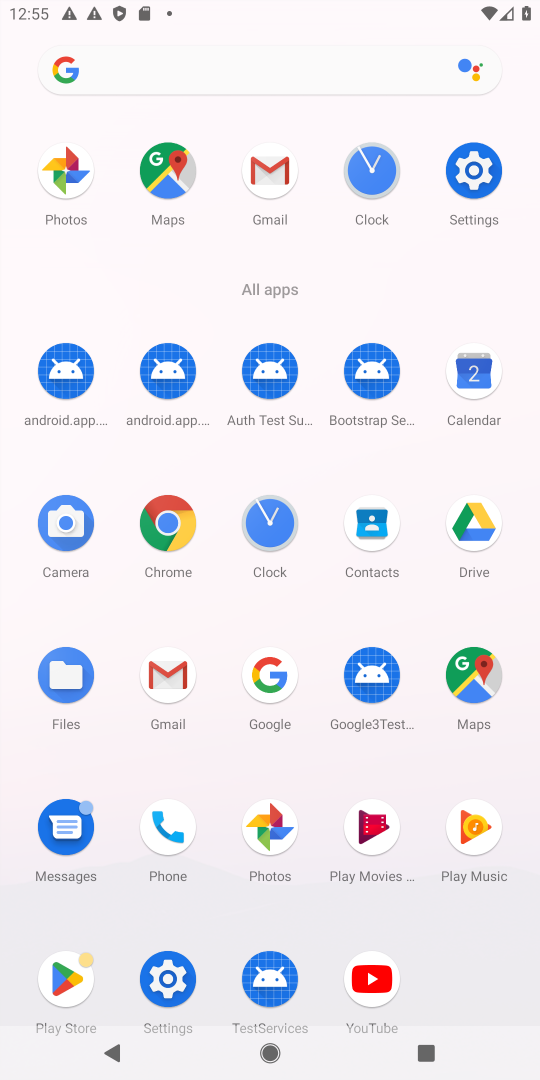 12:55
Photos Maps Gmail Clock Settings
All apps
android.app.... android.app.... Auth Test Su... Bootstrap Se... Calendar
2
Camera Chrome Clock Contacts Drive
Files Gmail Google Google3Test... Maps
Messages Phone Photos Play Movies ... Play Music
Play Store Settings TestServices YouTube